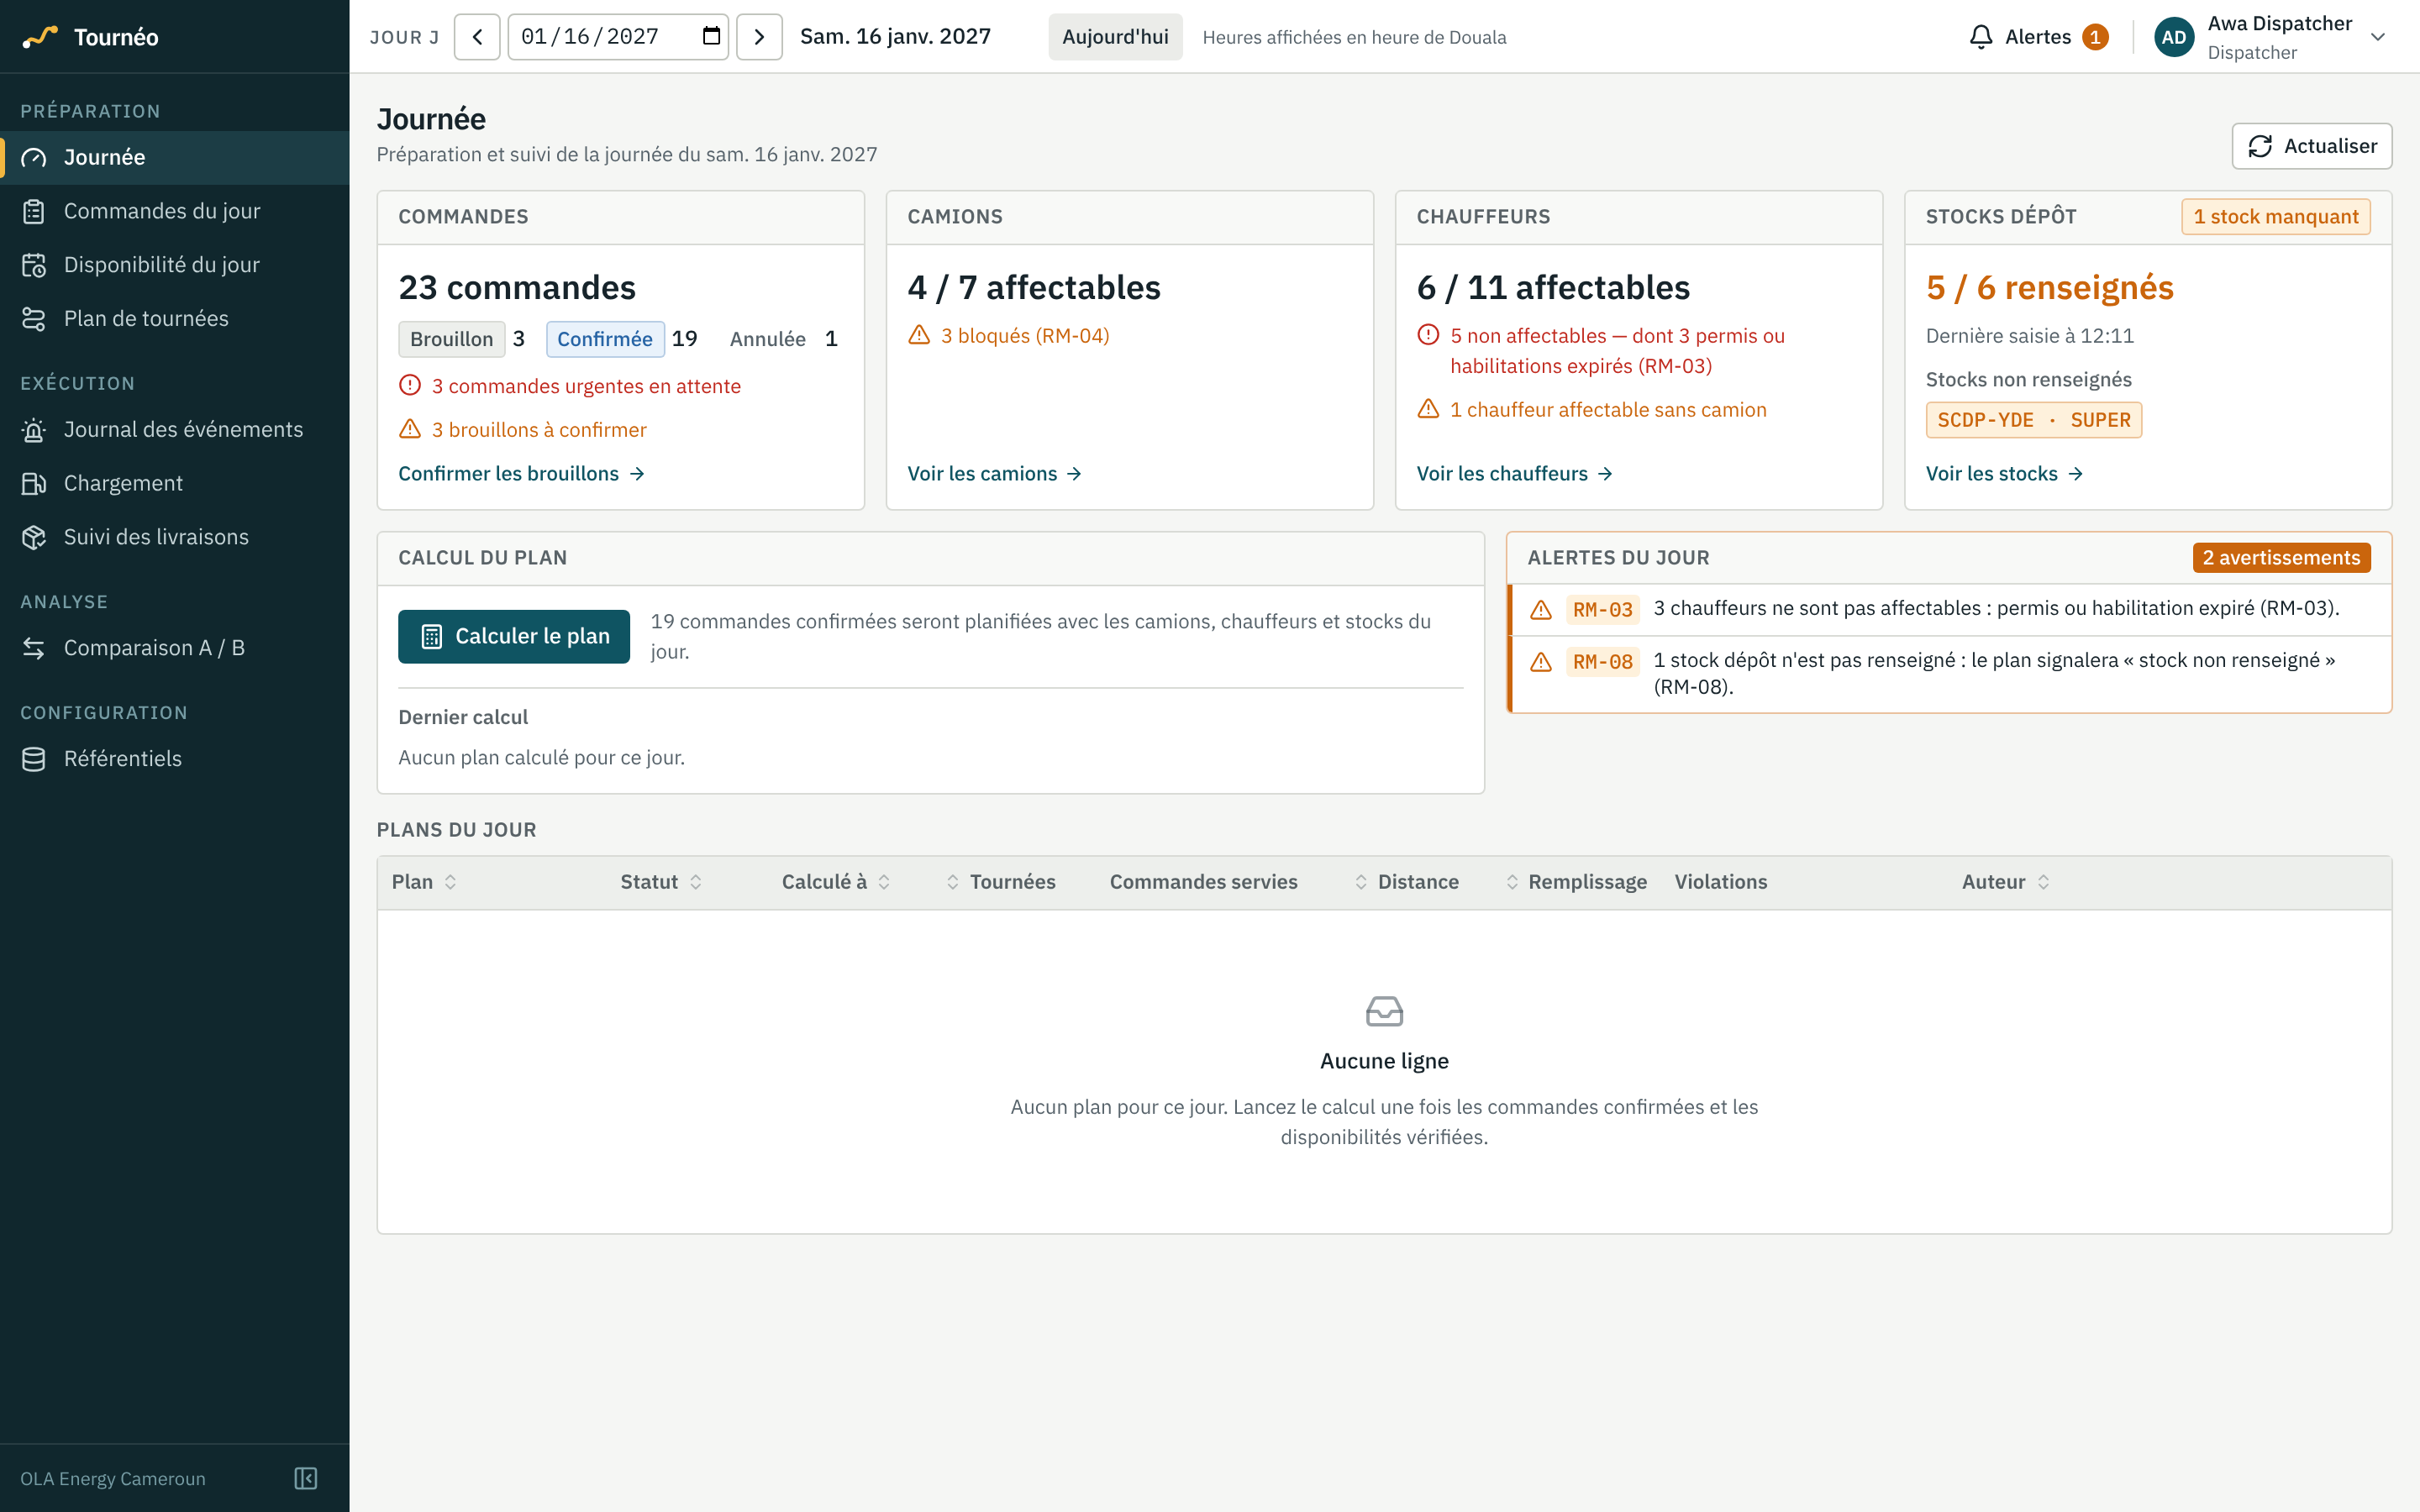 Tournéo
JOUR J
01/16/2027
Sam. 16 janv. 2027
Aujourd'hui
Heures affichées en heure de Douala
Alertes 1
AD
Awa Dispatcher
Dispatcher
PRÉPARATION
Journée
Commandes du jour
Disponibilité du jour
Plan de tournées
EXÉCUTION
Journal des événements
Chargement
Suivi des livraisons
ANALYSE
Comparaison A / B
CONFIGURATION
Référentiels
OLA Energy Cameroun
Journée
Préparation et suivi de la journée du sam. 16 janv. 2027
Actualiser
COMMANDES
23 commandes
Brouillon 3 Confirmée 19 Annulée 1
3 commandes urgentes en attente
3 brouillons à confirmer
Confirmer les brouillons →
CAMIONS
4 / 7 affectables
3 bloqués (RM-04)
Voir les camions →
CHAUFFEURS
6 / 11 affectables
5 non affectables — dont 3 permis ou
habilitations expirés (RM-03)
1 chauffeur affectable sans camion
Voir les chauffeurs →
STOCKS DÉPÔT
1 stock manquant
5 / 6 renseignés
Dernière saisie à 12:11
Stocks non renseignés
SCDP-YDE · SUPER
Voir les stocks →
CALCUL DU PLAN
Calculer le plan
19 commandes confirmées seront planifiées avec les camions, chauffeurs et stocks du
jour.
Dernier calcul
Aucun plan calculé pour ce jour.
ALERTES DU JOUR
2 avertissements
RM-03 3 chauffeurs ne sont pas affectables : permis ou habilitation expiré (RM-03).
RM-08 1 stock dépôt n'est pas renseigné : le plan signalera « stock non renseigné »
(RM-08).
PLANS DU JOUR
Plan Statut Calculé à Tournées Commandes servies Distance Remplissage Violations Auteur
Aucune ligne
Aucun plan pour ce jour. Lancez le calcul une fois les commandes confirmées et les
disponibilités vérifiées.